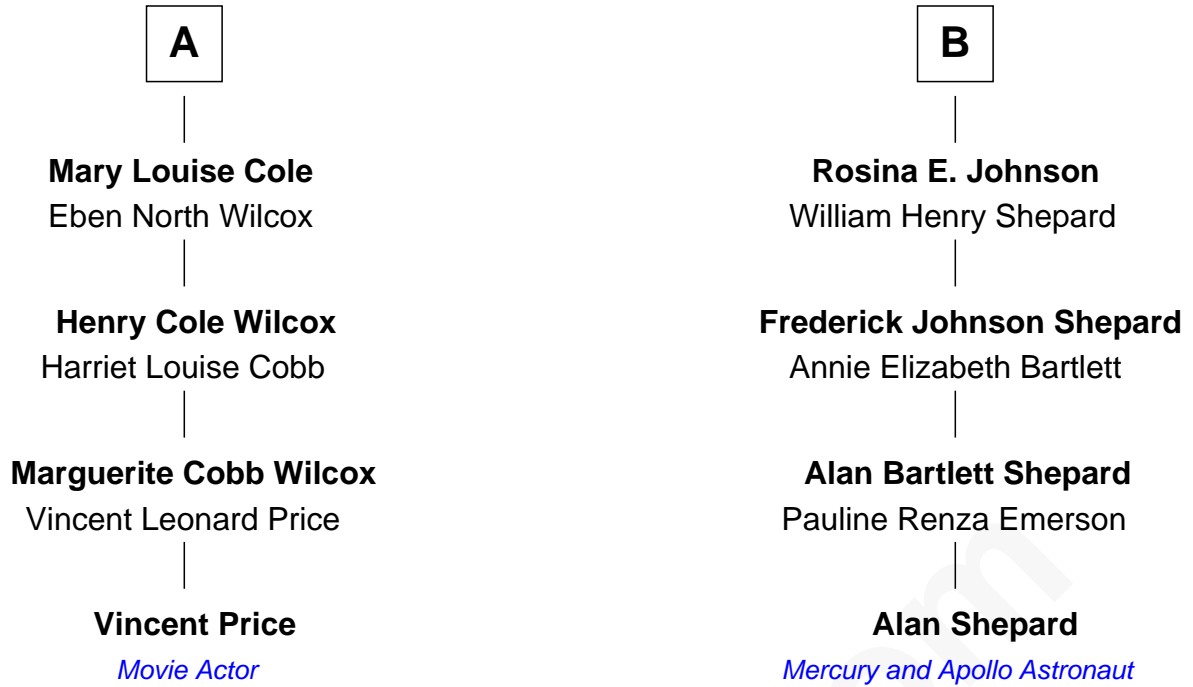 A
Mary Louise Cole
Eben North Wilcox
Henry Cole Wilcox
Harriet Louise Cobb
Marguerite Cobb Wilcox
Vincent Leonard Price
Vincent Price
Movie Actor
B
Rosina E. Johnson
William Henry Shepard
Frederick Johnson Shepard
Annie Elizabeth Bartlett
Alan Bartlett Shepard
Pauline Renza Emerson
Alan Shepard
Mercury and Apollo Astronaut